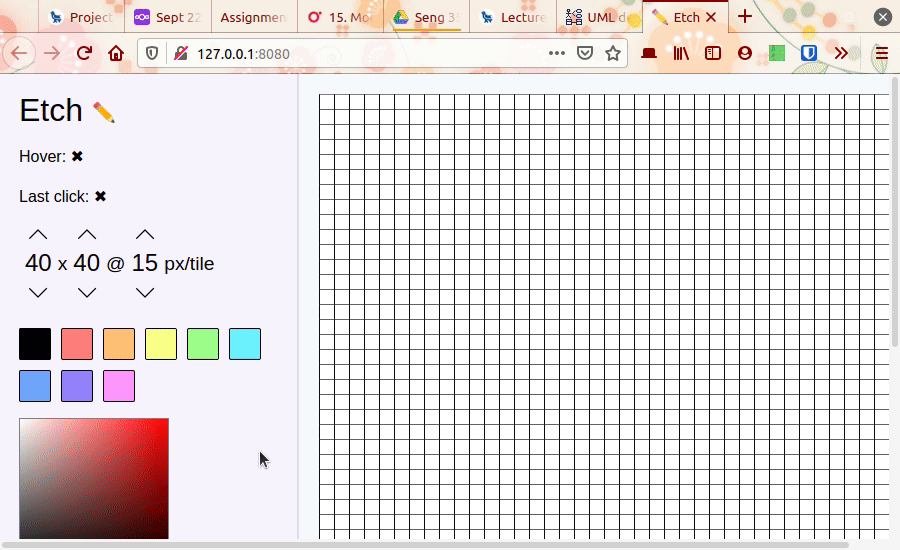 Project
Sept 22
Assignmen
15. Mo
Seng 3
Lecture
UML de
Etch
127.0.0.1:8080
Etch
Hover: ✖
Last click: ✖
40 x 40 @ 15 px/tile